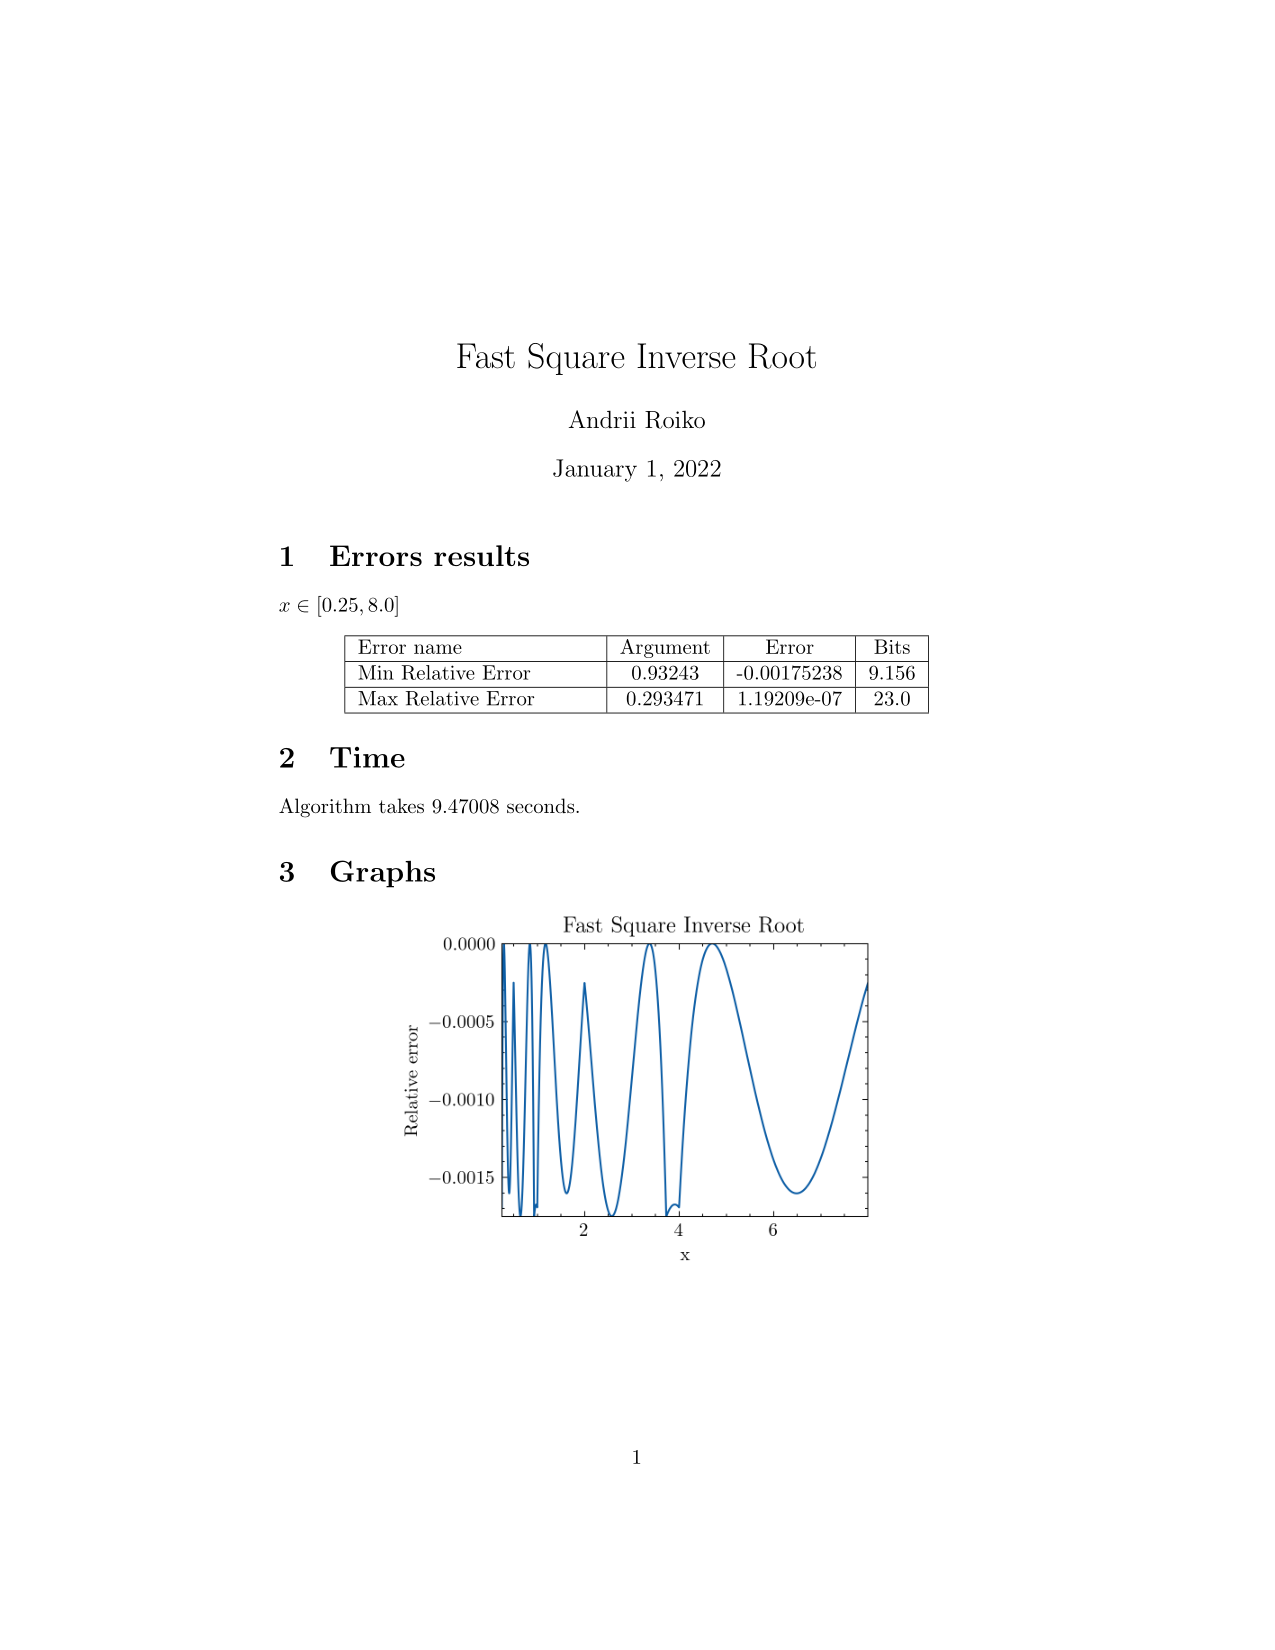 Fast Square Inverse Root
Andrii Roiko
January 1, 2022
1 Errors results
x ∈ [0.25, 8.0]
Error name Argument Error Bits
Min Relative Error 0.93243 -0.00175238 9.156
Max Relative Error 0.293471 1.19209e-07 23.0
2 Time
Algorithm takes 9.47008 seconds.
3 Graphs
Fast Square Inverse Root
0.0000
−0.0005
−0.0010
−0.0015
Relative error
2 4 6
x
1